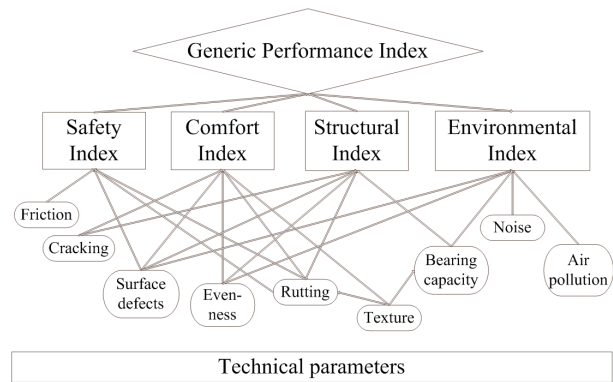 Generic Performance Index
Safety
Index
Comfort
Index
Structural
Index
Environmental
Index
Friction
Cracking
Surface
defects
Even-
ness
Rutting
Texture
Bearing
capacity
Noise
Air
pollution
Technical parameters